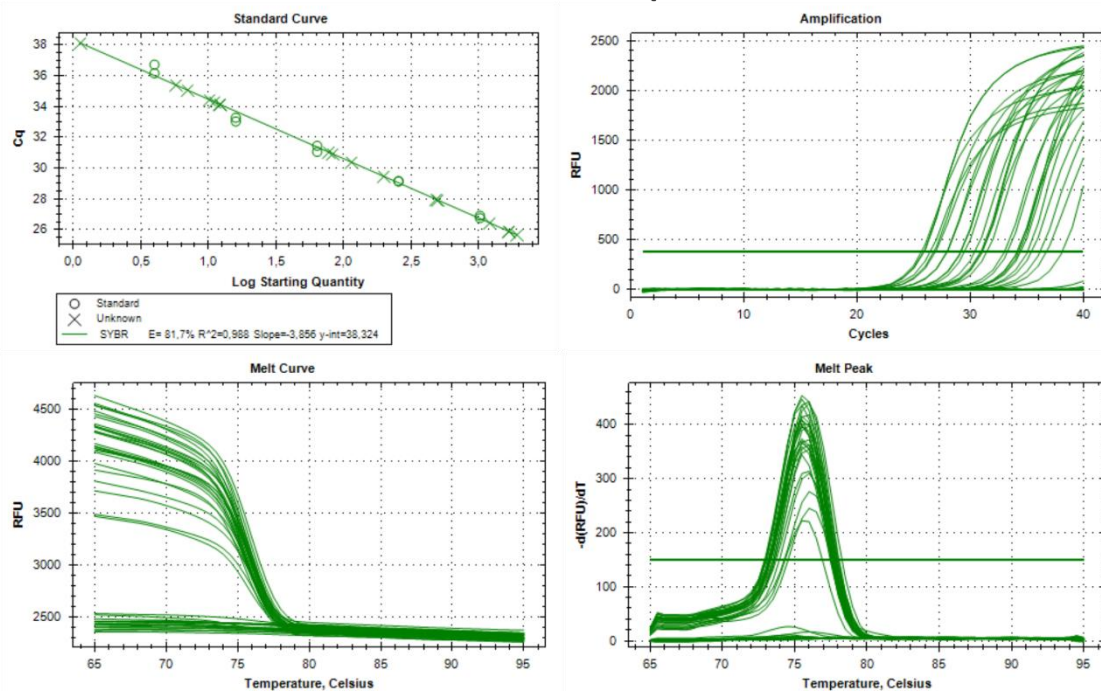 Standard Curve
38
36
34
32
30
28
26
Cq
0,0 0,5 1,0 1,5 2,0 2,5 3,0
Log Starting Quantity
Standard
Unknown
SYBR E= 81,7% R^2=0,988 Slope=-3,856 y-int=38,324
Amplification
2500
2000
1500
1000
500
0
RFU
0 10 20 30 40
Cycles
Melt Curve
4500
4000
3500
3000
2500
RFU
65 70 75 80 85 90 95
Temperature, Celsius
Melt Peak
400
300
200
100
0
-d(RFU)/dT
65 70 75 80 85 90 95
Temperature, Celsius